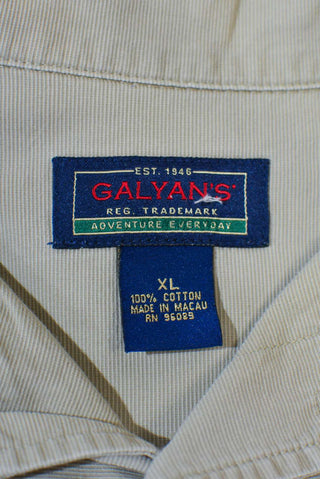 EST. 1946
GALYAN'S
REG. TRADEMARK
ADVENTURE EVERYDAY
XL
100% COTTON
MADE IN MACAU
RN 96089